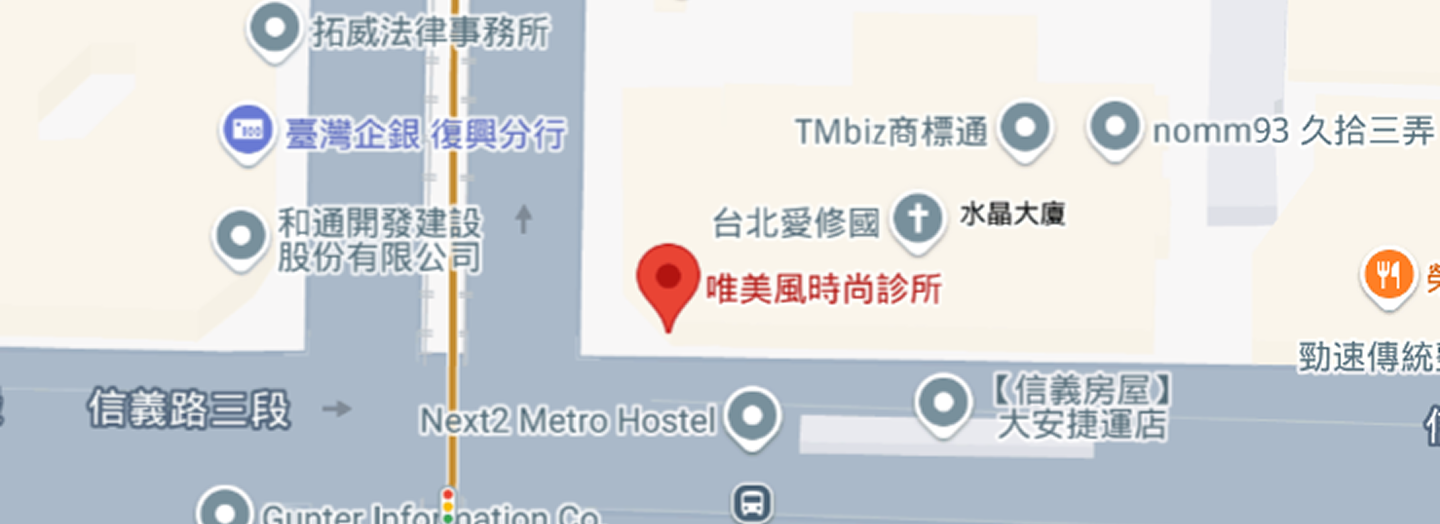 拓威法律事務所
臺灣企銀 復興分行
TMbiz商標通
nomm93 久拾三弄
和通開發建設
股份有限公司
台北愛修國
水晶大廈
唯美風時尚診所
勁速傳統
信義路三段
Next2 Metro Hostel
【信義房屋】
大安捷運店
Gunter Information Co